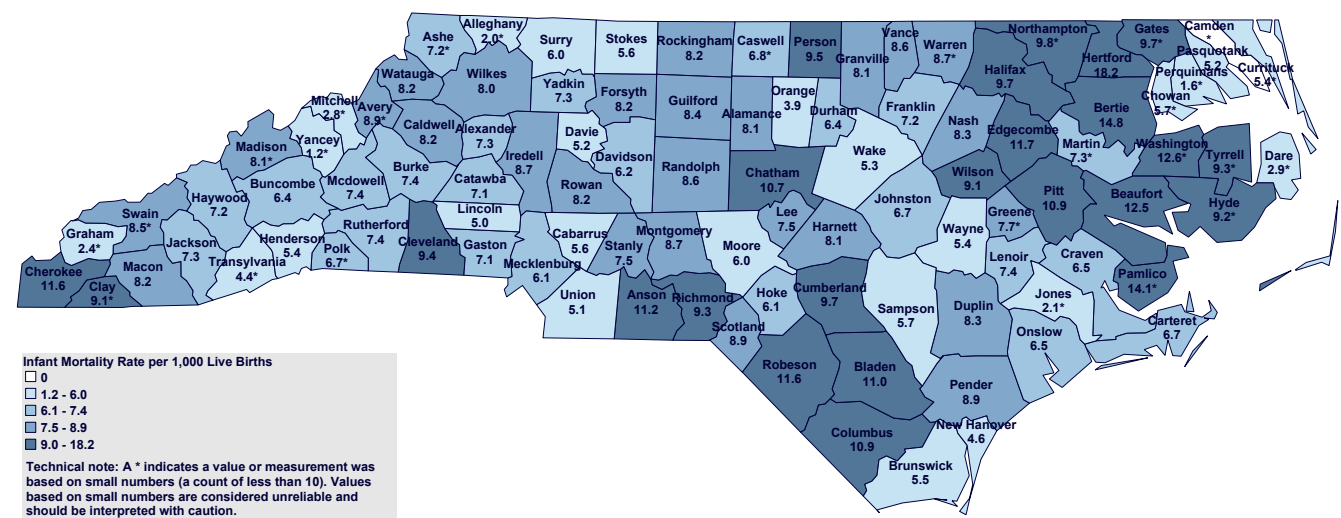 Alleghany
2.0*
Ashe
7.2*
Surry
6.0
Stokes
5.6
Rockingham
8.2
Caswell
6.8*
Person
9.5
Granville
8.1
Vance
8.6
Warren
8.7*
Northampton
9.8*
Gates
9.7*
Camden
*
Pasquotank
5.2
Currituck
5.4*
Perquimans
1.6*
Chowan
5.7*
Hertford
18.2
Halifax
9.7
Bertie
14.8
Watauga
8.2
Wilkes
8.0
Yadkin
7.3
Forsyth
8.2
Guilford
8.4
Alamance
8.1
Orange
3.9
Durham
6.4
Franklin
7.2
Nash
8.3
Edgecombe
11.7
Martin
7.3*
Washington
12.6*
Tyrrell
9.3*
Dare
2.9*
Mitchell
2.8*
Avery
8.9*
Caldwell
8.2
Alexander
7.3
Davie
5.2
Iredell
8.7
Davidson
6.2
Randolph
8.6
Chatham
10.7
Wake
5.3
Wilson
9.1
Pitt
10.9
Beaufort
12.5
Hyde
9.2*
Madison
8.1*
Yancey
1.2*
Buncombe
6.4
Mcdowell
7.4
Burke
7.4
Catawba
7.1
Rowan
8.2
Haywood
7.2
Swain
8.5*
Graham
2.4*
Jackson
7.3
Henderson
5.4
Transylvania
4.4*
Polk
6.7*
Rutherford
7.4
Cleveland
9.4
Lincoln
5.0
Gaston
7.1
Mecklenburg
6.1
Cabarrus
5.6
Stanly
7.5
Montgomery
8.7
Moore
6.0
Lee
7.5
Harnett
8.1
Johnston
6.7
Wayne
5.4
Greene
7.7*
Lenoir
7.4
Craven
6.5
Pamlico
14.1*
Cherokee
11.6
Clay
9.1*
Macon
8.2
Union
5.1
Anson
11.2
Richmond
9.3
Scotland
8.9
Hoke
6.1
Cumberland
9.7
Sampson
5.7
Duplin
8.3
Jones
2.1*
Onslow
6.5
Carteret
6.7
Robeson
11.6
Bladen
11.0
Pender
8.9
Columbus
10.9
New Hanover
4.6
Brunswick
5.5
Infant Mortality Rate per 1,000 Live Births
0
1.2 - 6.0
6.1 - 7.4
7.5 - 8.9
9.0 - 18.2
Technical note: A * indicates a value or measurement was
based on small numbers (a count of less than 10). Values
based on small numbers are considered unreliable and
should be interpreted with caution.